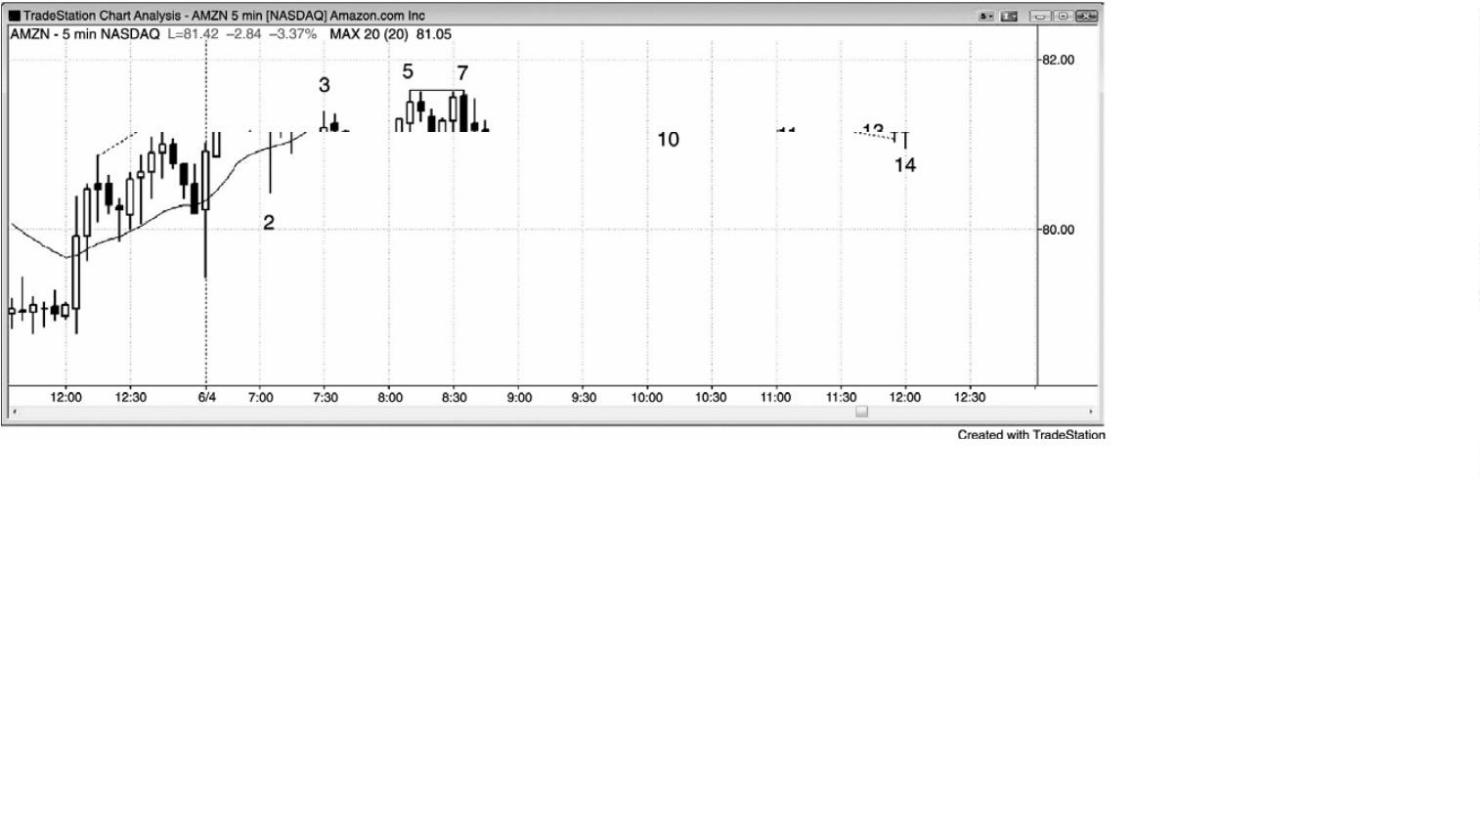 TradeStation Chart Analysis - AMZN 5 min [NASDAQ] Amazon.com Inc
AMZN - 5 min NASDAQ L=81.42 −2.84 −3.37% MAX 20 (20) 81.05
82.00
5 7
3
10
14
2
80.00
12:00 12:30 6/4 7:00 7:30 8:00 8:30 9:00 9:30 10:00 10:30 11:00 11:30 12:00 12:30
Created with TradeStation